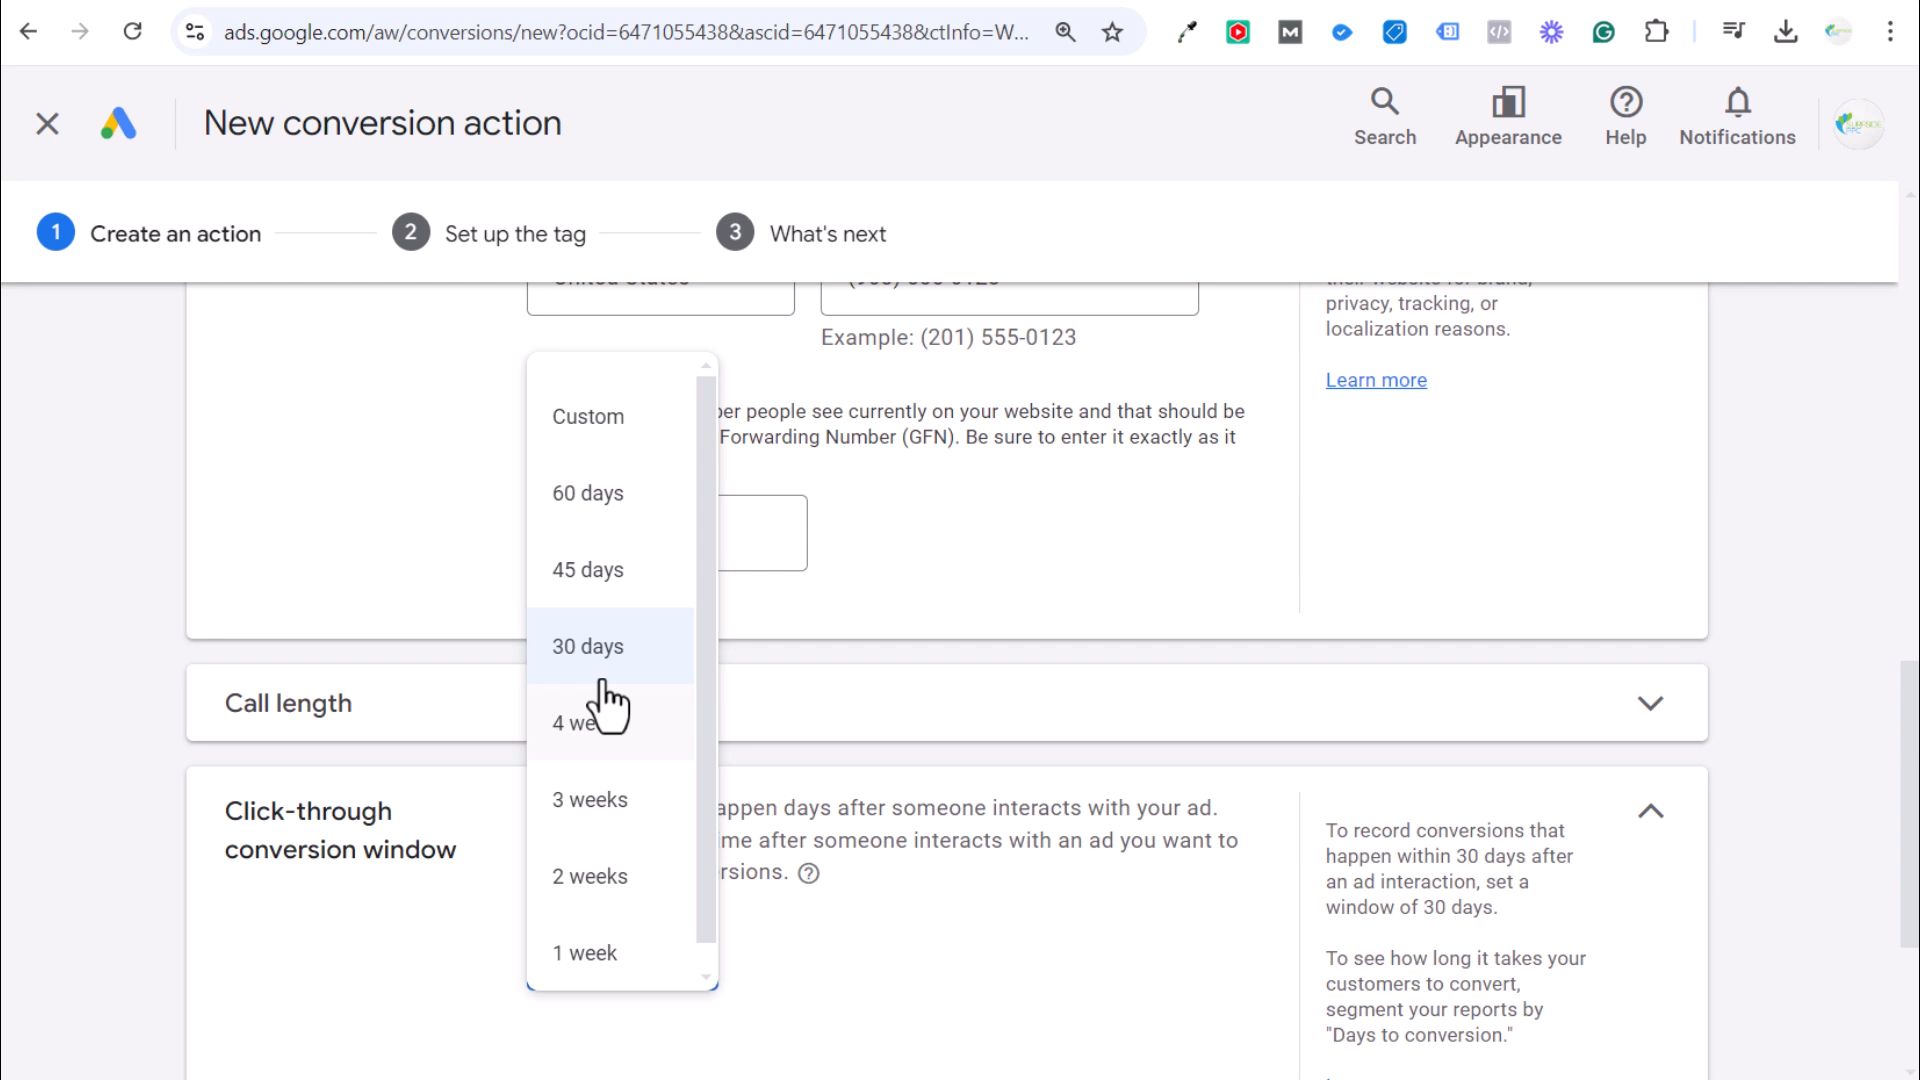 ads.google.com/aw/conversions/new?ocid=6471055438&ascid=6471055438&ctInfo=W...
New conversion action
Search
Appearance
Help
Notifications
1 Create an action
2 Set up the tag
3 What's next
privacy, tracking, or
localization reasons.
Example: (201) 555-0123
Learn more
people see currently on your website and that should be
Forwarding Number (GFN). Be sure to enter it exactly as it
Custom
60 days
45 days
30 days
4
3 weeks
2 weeks
1 week
Call length
Click-through
conversion window
days after someone interacts with your ad.
after someone interacts with an ad you want to
To record conversions that
happen within 30 days after
an ad interaction, set a
window of 30 days.
To see how long it takes your
customers to convert,
segment your reports by
"Days to conversion."